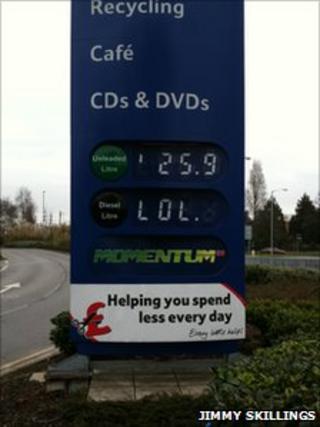 Recycling
Café
CDs & DVDs
Unleaded
Litre
125.9
Diesel
Litre
LOL.
MOMENTUM99
Helping you spend
less every day
Every little helps
JIMMY SKILLINGS